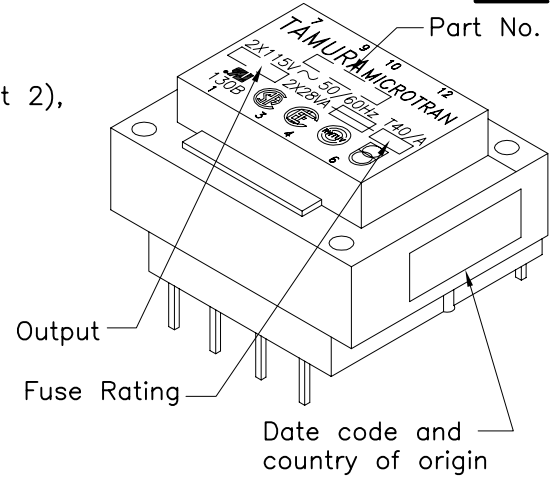 t 2),
Part No.
7 9 10 12
TAMURA MICROTRAN
2X115V~ 50/60Hz T40/A
2X28VA
130B
1 3 4 6
Output
Fuse Rating
Date code and
country of origin